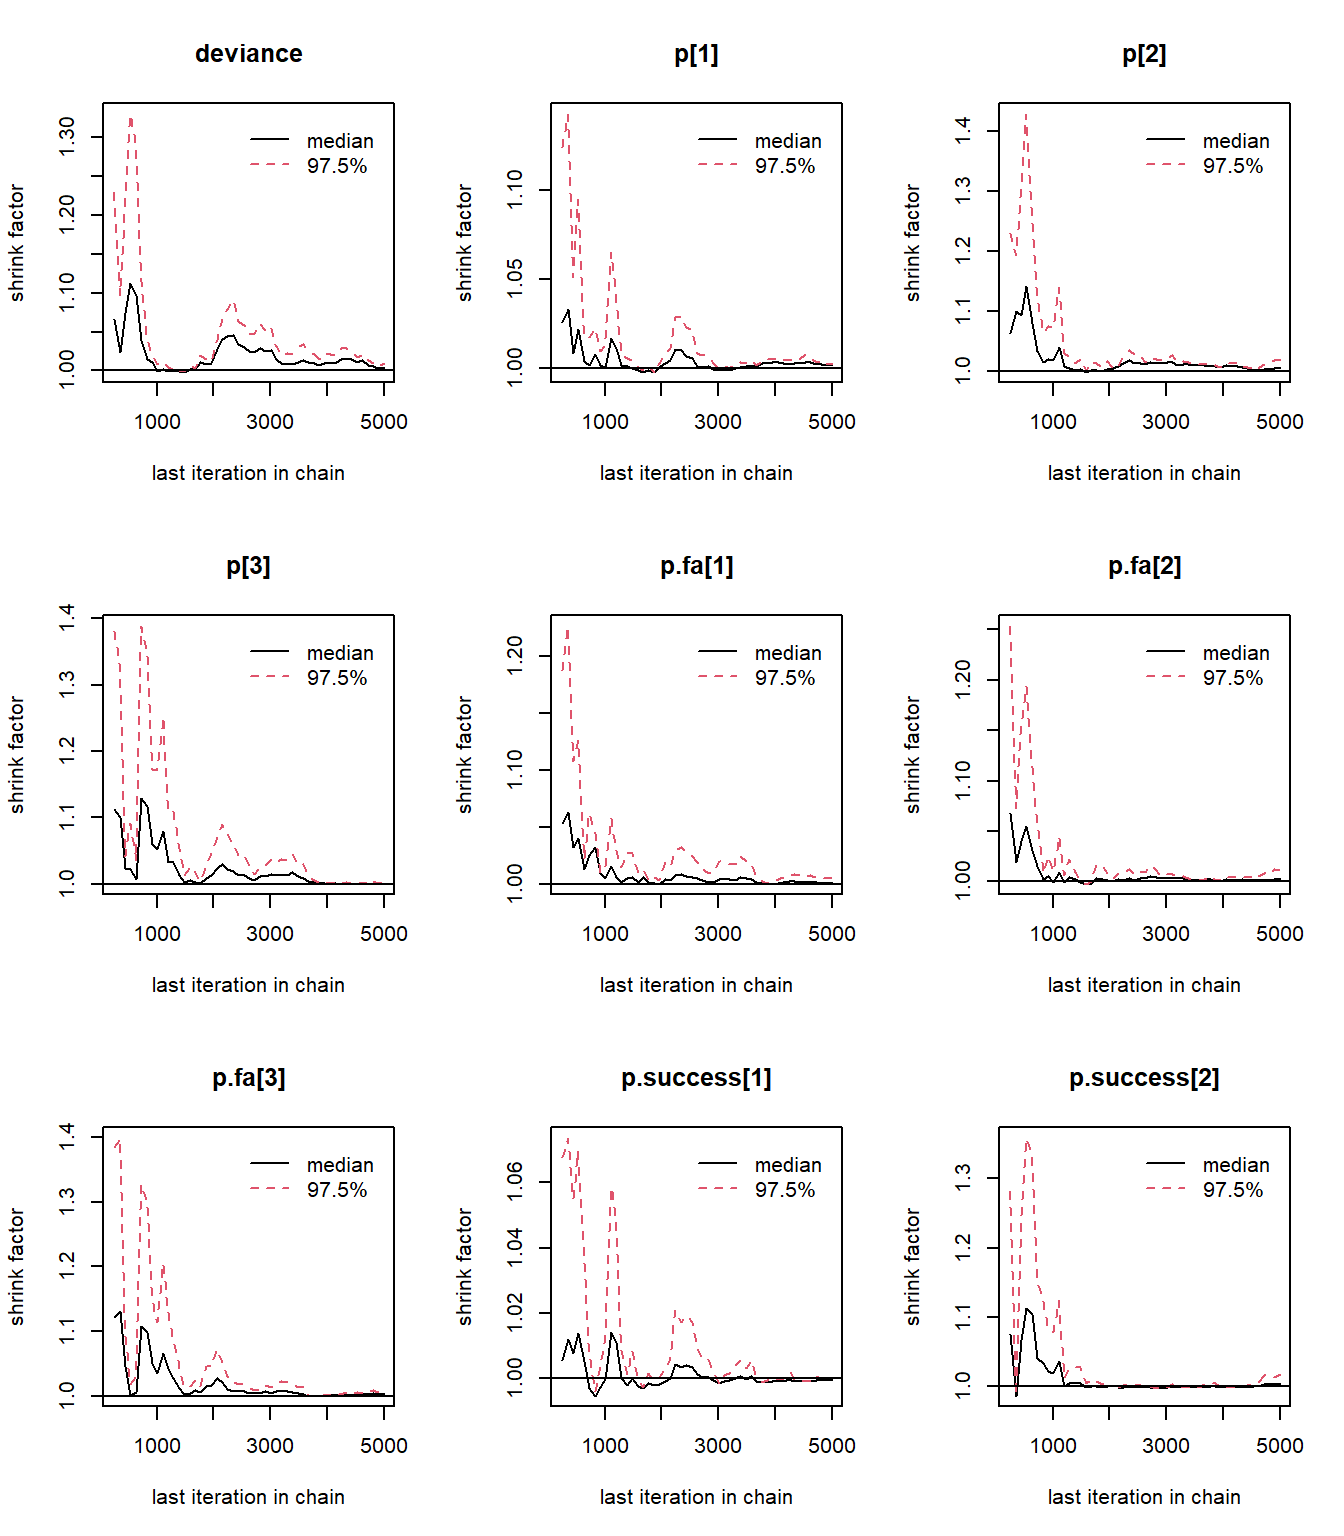 deviance
p[1]
p[2]
shrink factor
1.00 1.10 1.20 1.30
median
97.5%
1000 3000 5000
last iteration in chain
shrink factor
1.00 1.05 1.10
median
97.5%
1000 3000 5000
last iteration in chain
shrink factor
1.0 1.1 1.2 1.3 1.4
median
97.5%
1000 3000 5000
last iteration in chain
p[3]
p.fa[1]
p.fa[2]
shrink factor
1.0 1.1 1.2 1.3 1.4
median
97.5%
1000 3000 5000
last iteration in chain
shrink factor
1.00 1.10 1.20
median
97.5%
1000 3000 5000
last iteration in chain
shrink factor
1.00 1.10 1.20
median
97.5%
1000 3000 5000
last iteration in chain
p.fa[3]
p.success[1]
p.success[2]
shrink factor
1.0 1.1 1.2 1.3 1.4
median
97.5%
1000 3000 5000
last iteration in chain
shrink factor
1.00 1.02 1.04 1.06
median
97.5%
1000 3000 5000
last iteration in chain
shrink factor
1.0 1.1 1.2 1.3
median
97.5%
1000 3000 5000
last iteration in chain